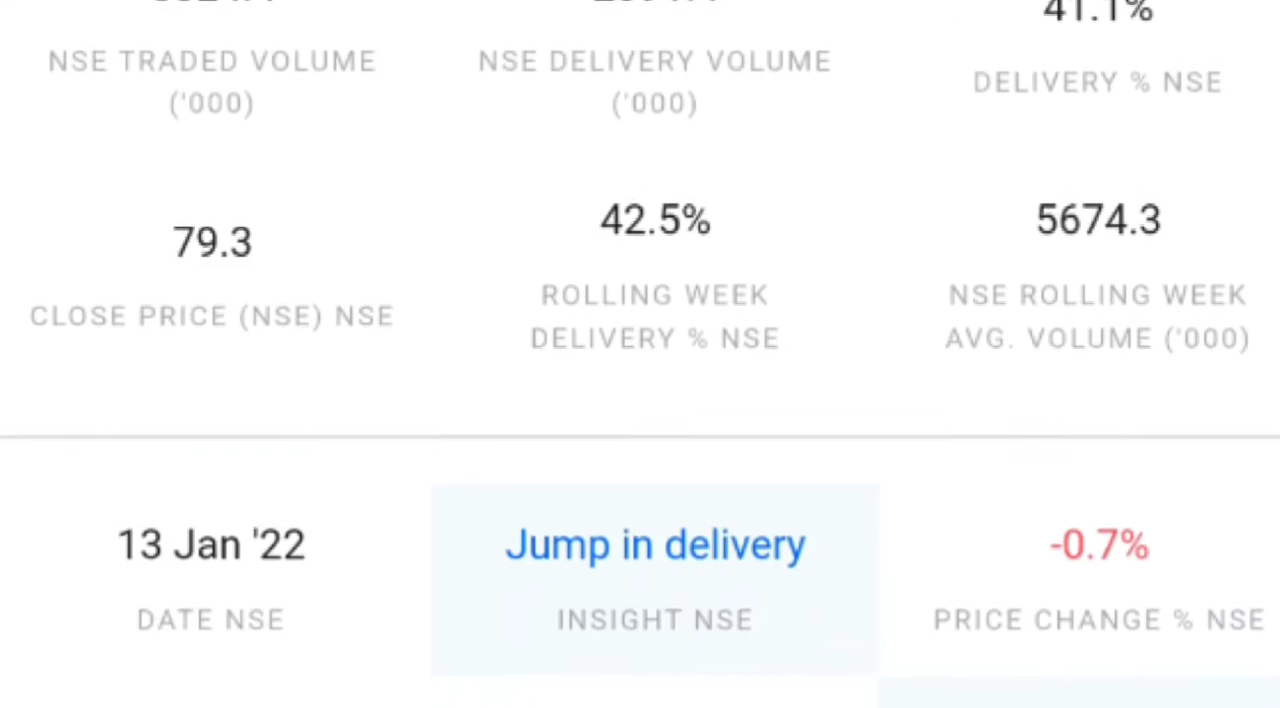 41.1%
NSE TRADED VOLUME
('000)
NSE DELIVERY VOLUME
('000)
DELIVERY % NSE
79.3
CLOSE PRICE (NSE) NSE
42.5%
ROLLING WEEK
DELIVERY % NSE
5674.3
NSE ROLLING WEEK
AVG. VOLUME ('000)
13 Jan '22
DATE NSE
Jump in delivery
INSIGHT NSE
-0.7%
PRICE CHANGE % NSE